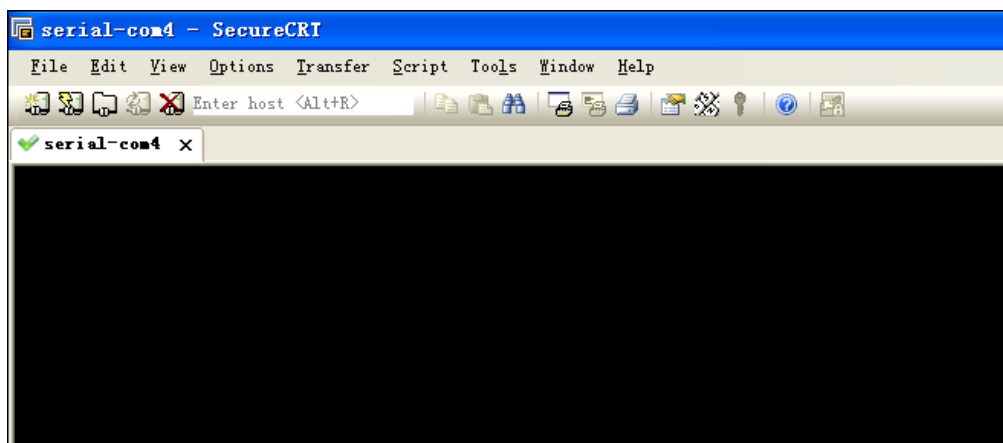 serial-com4 - SecureCRT
File Edit View Options Transfer Script Tools Window Help
Enter host <Alt+R>
serial-com4 x